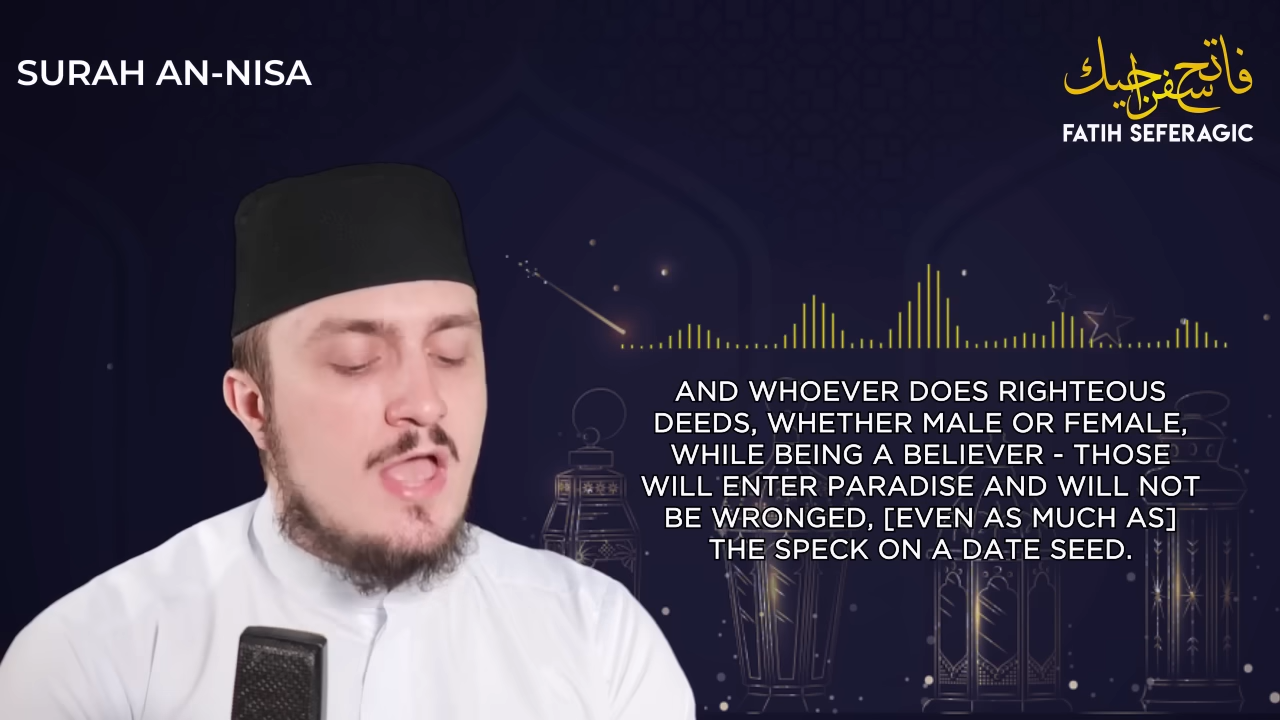 SURAH AN-NISA
فاتح سفراجيك
FATIH SEFERAGIC
AND WHOEVER DOES RIGHTEOUS
DEEDS, WHETHER MALE OR FEMALE,
WHILE BEING A BELIEVER - THOSE
WILL ENTER PARADISE AND WILL NOT
BE WRONGED, [EVEN AS MUCH AS]
THE SPECK ON A DATE SEED.